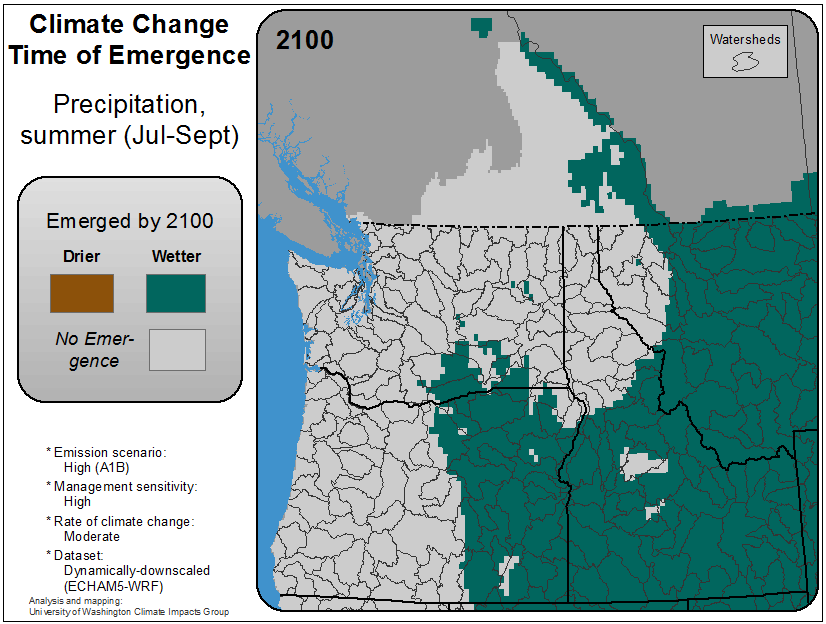 Climate Change
Time of Emergence
Precipitation,
summer (Jul-Sept)
Emerged by 2100
Drier Wetter
No Emer-
gence
* Emission scenario:
High (A1B)
* Management sensitivity:
High
* Rate of climate change:
Moderate
* Dataset:
Dynamically-downscaled
(ECHAM5-WRF)
Analysis and mapping:
University of Washington Climate Impacts Group
2100
Watersheds